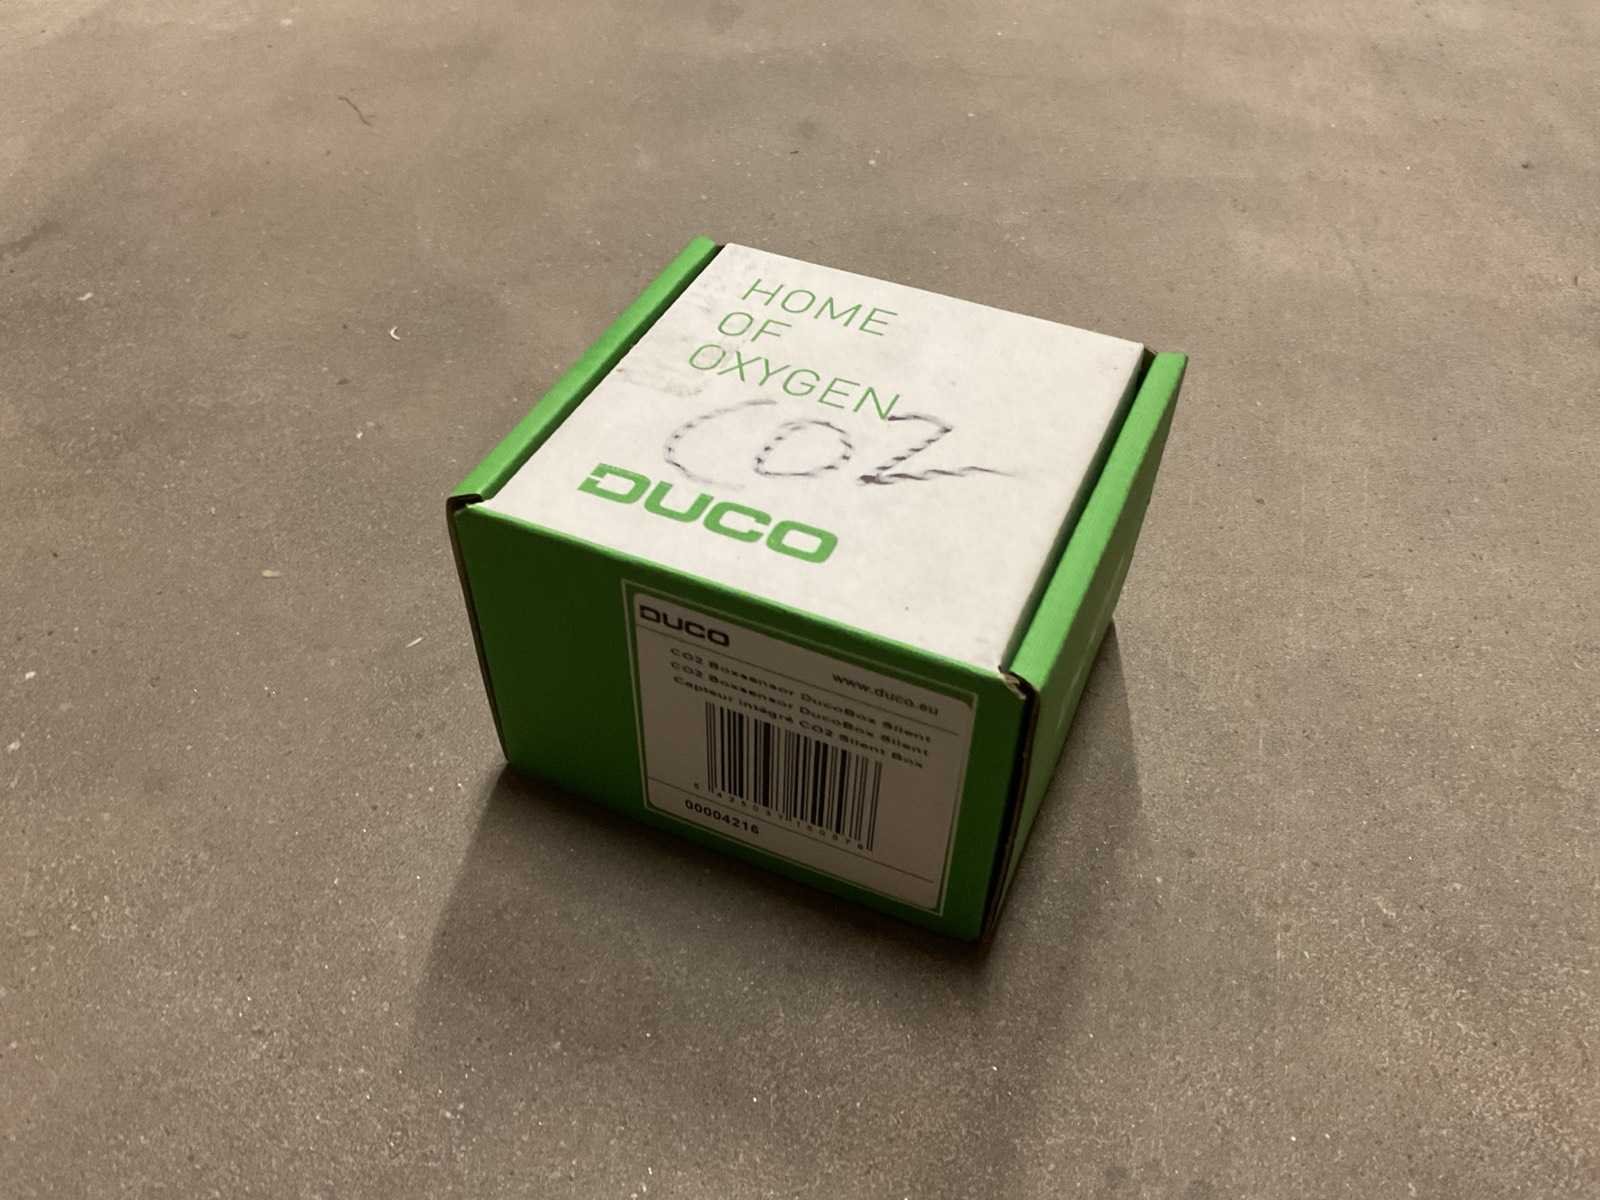 HOME
OF
OXYGEN
CO2
DUCO
DUCO
www.duco.eu
CO2 Boxsensor DucoBox Silent
CO2 Boxsensor DucoBox Silent
Capteur intégré CO2 Silent Box
00004216